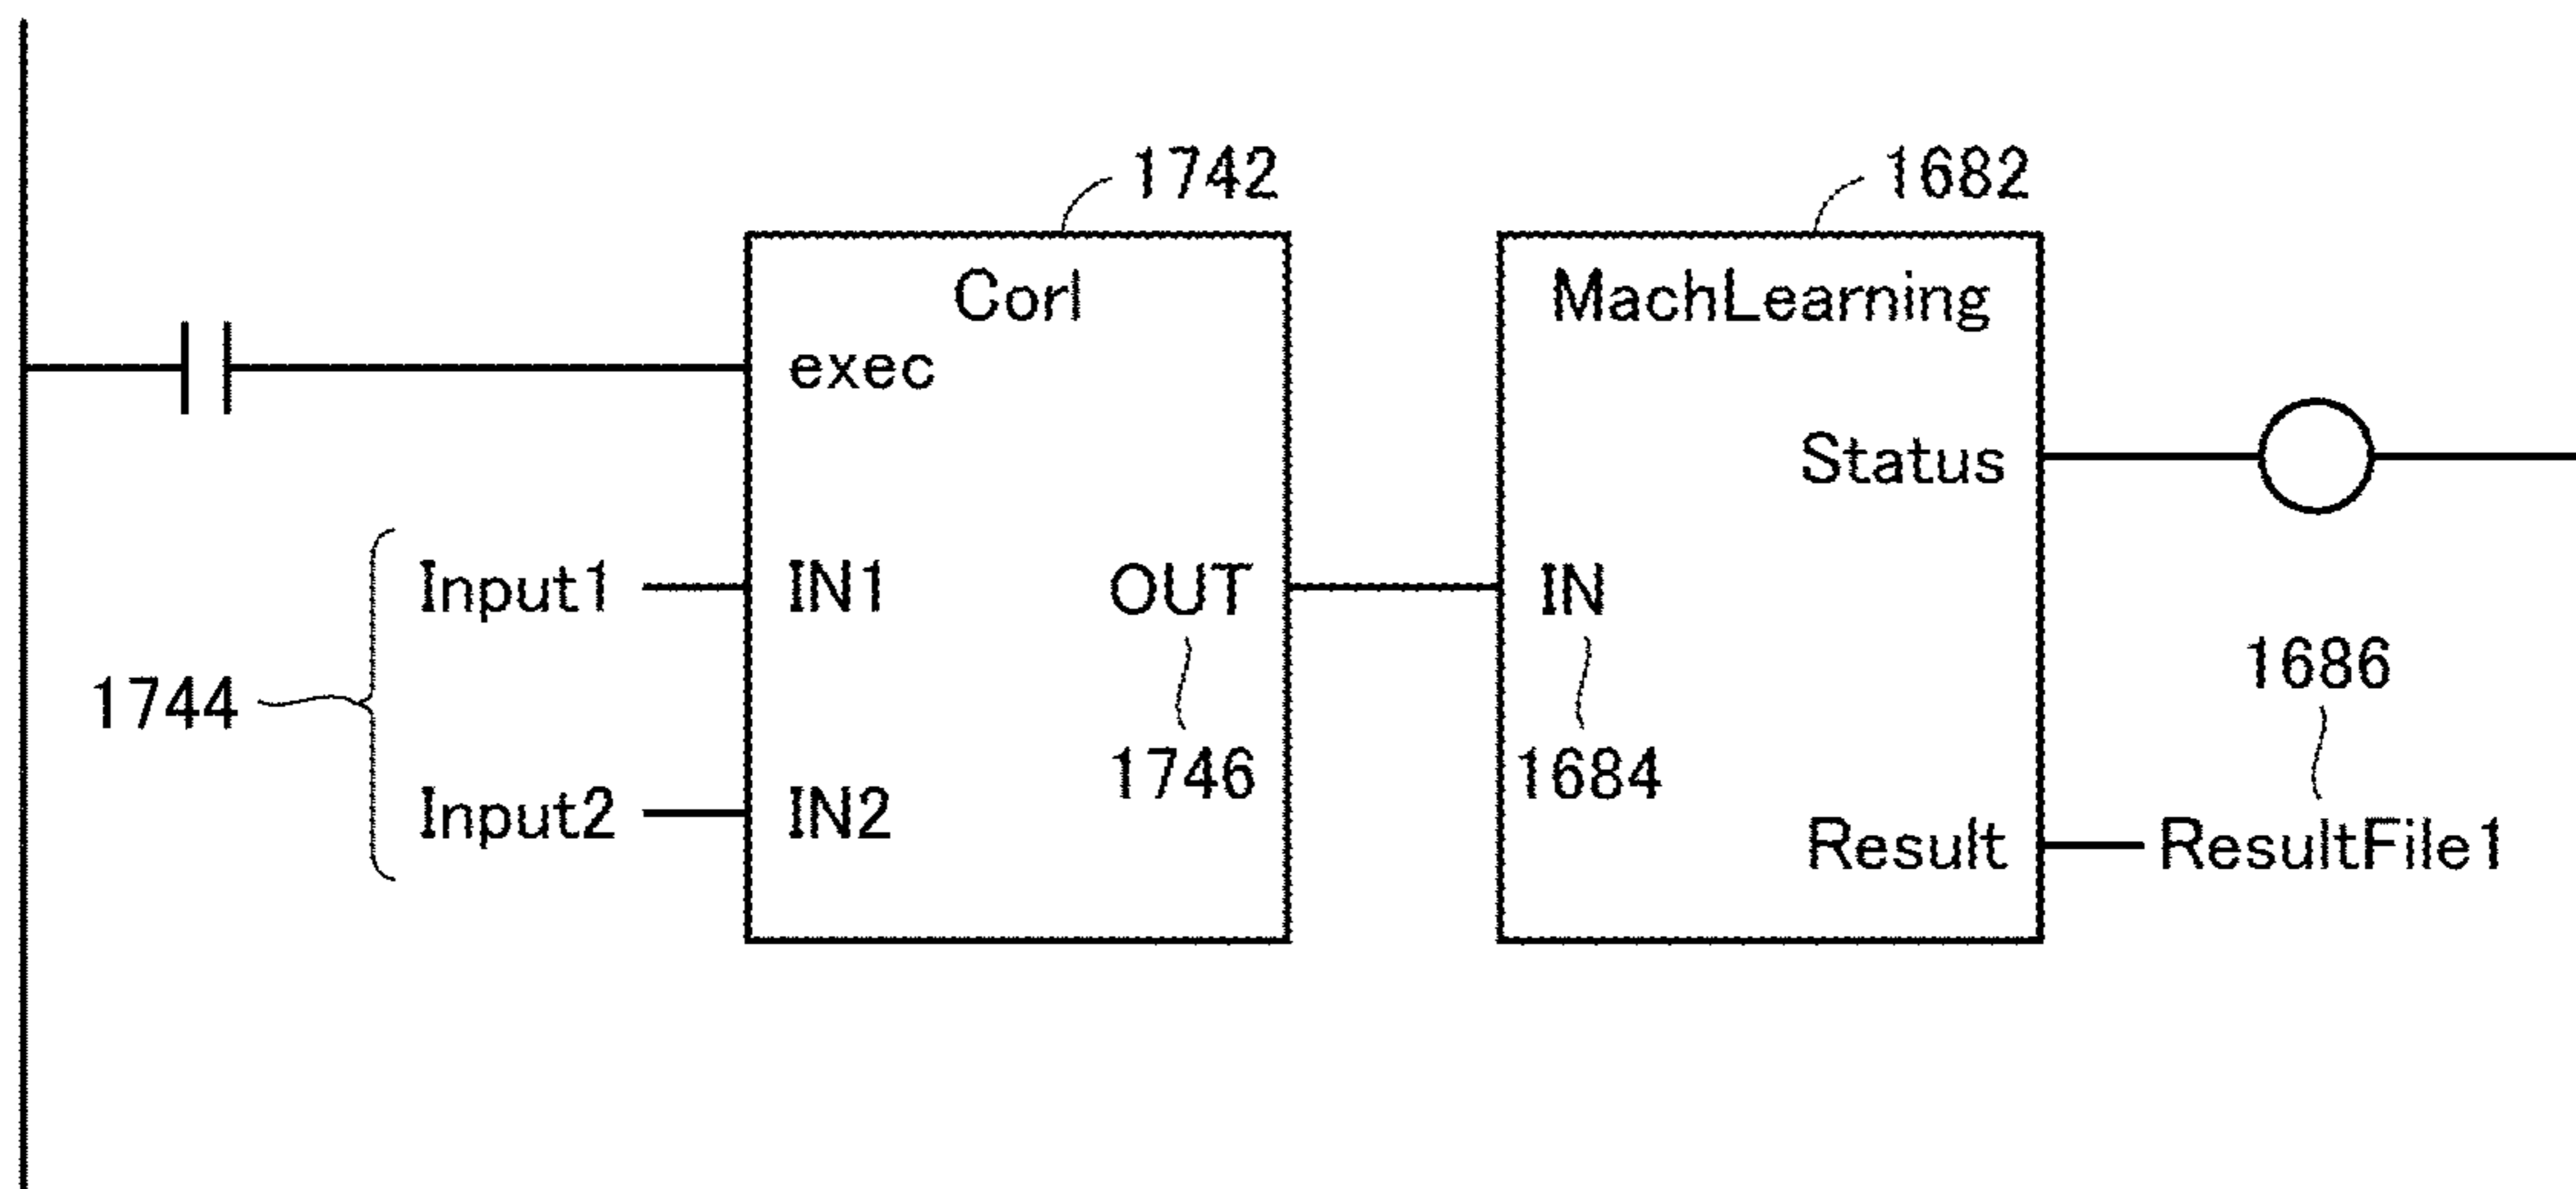 1742
1682
Corl
MachLearning
exec
Status
Input1
IN1
OUT
IN
1744
1686
1746
1684
Input2
IN2
Result
ResultFile1